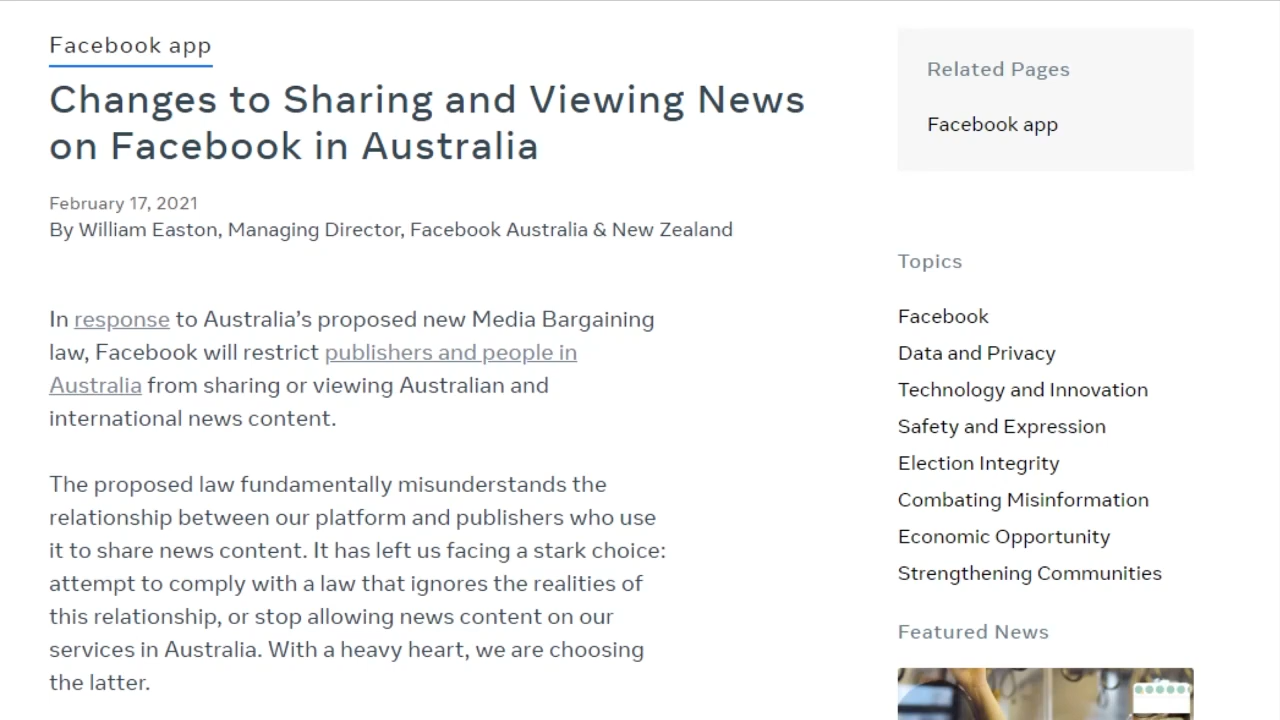 Facebook app
Changes to Sharing and Viewing News
on Facebook in Australia
February 17, 2021
By William Easton, Managing Director, Facebook Australia & New Zealand
In response to Australia’s proposed new Media Bargaining
law, Facebook will restrict publishers and people in
Australia from sharing or viewing Australian and
international news content.
The proposed law fundamentally misunderstands the
relationship between our platform and publishers who use
it to share news content. It has left us facing a stark choice:
attempt to comply with a law that ignores the realities of
this relationship, or stop allowing news content on our
services in Australia. With a heavy heart, we are choosing
the latter.
Related Pages
Facebook app
Topics
Facebook
Data and Privacy
Technology and Innovation
Safety and Expression
Election Integrity
Combating Misinformation
Economic Opportunity
Strengthening Communities
Featured News